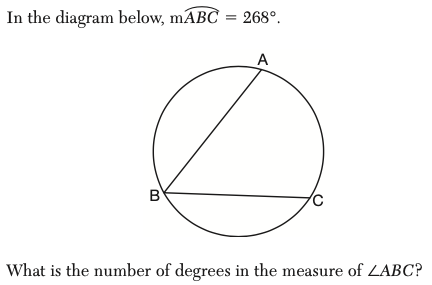 In the diagram below, mABC = 268°.
A
B
C
What is the number of degrees in the measure of ∠ABC?